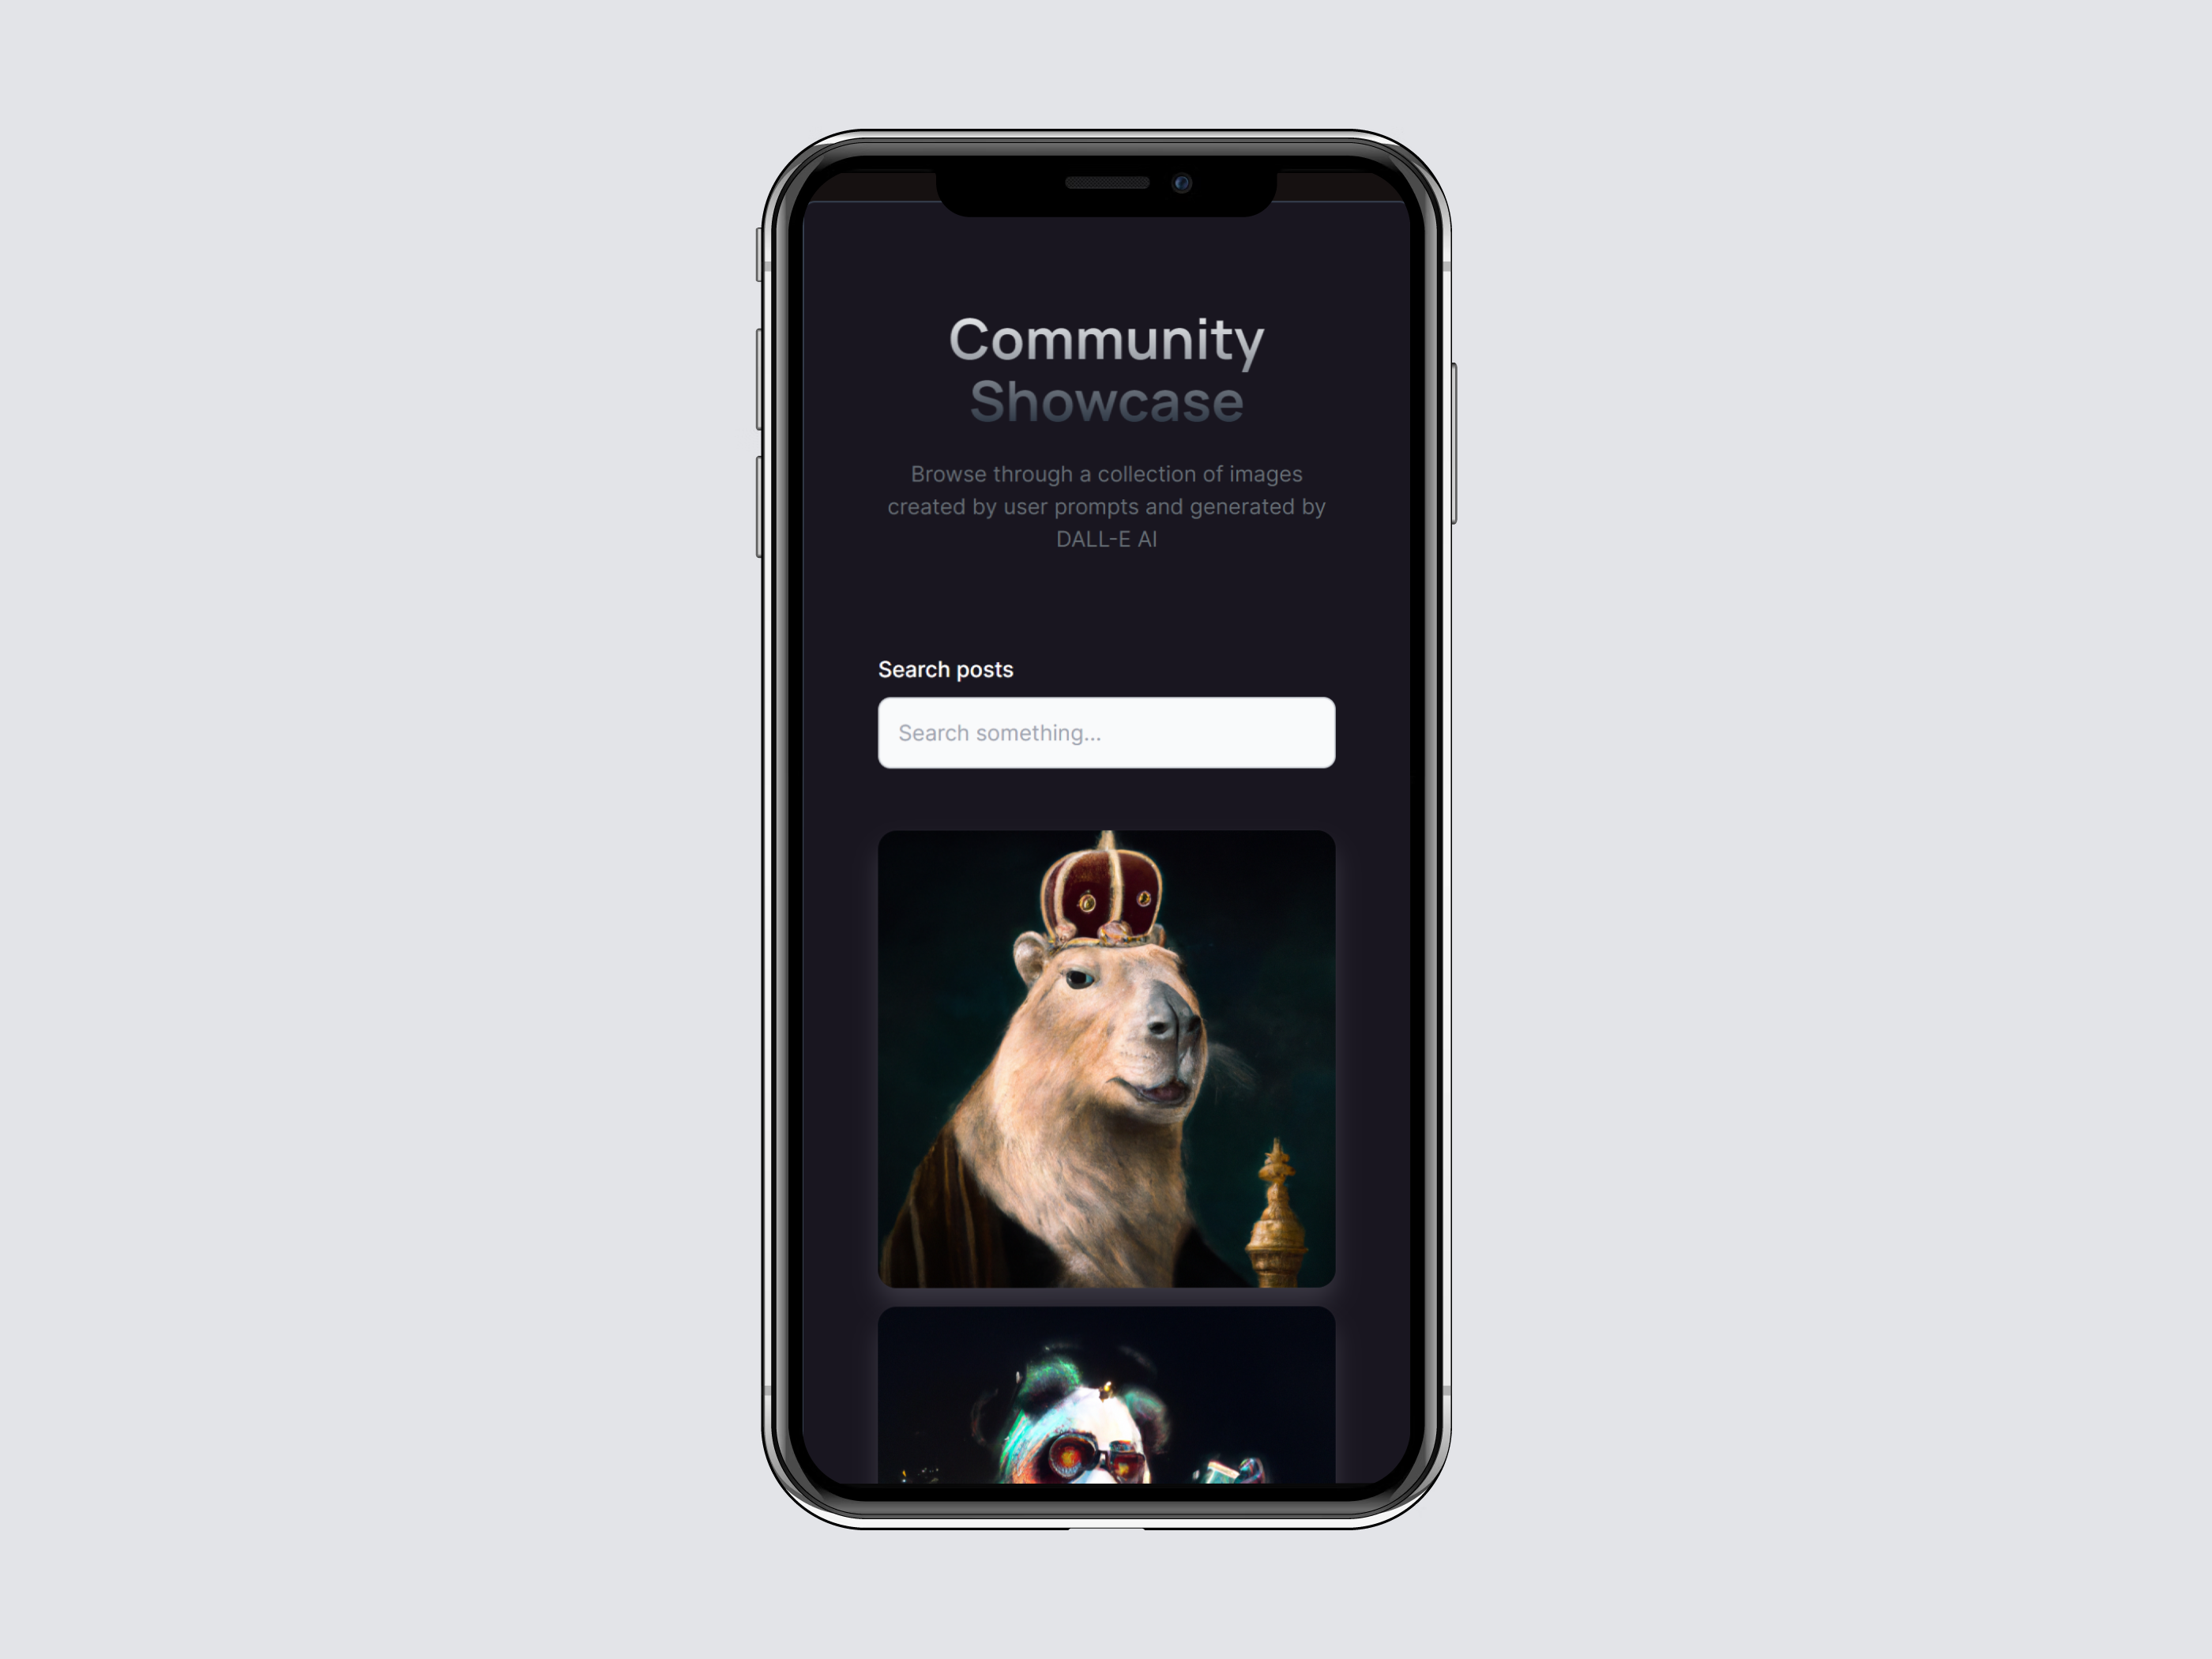 Community
Showcase
Browse through a collection of images
created by user prompts and generated by
DALL-E AI
Search posts
Search something...